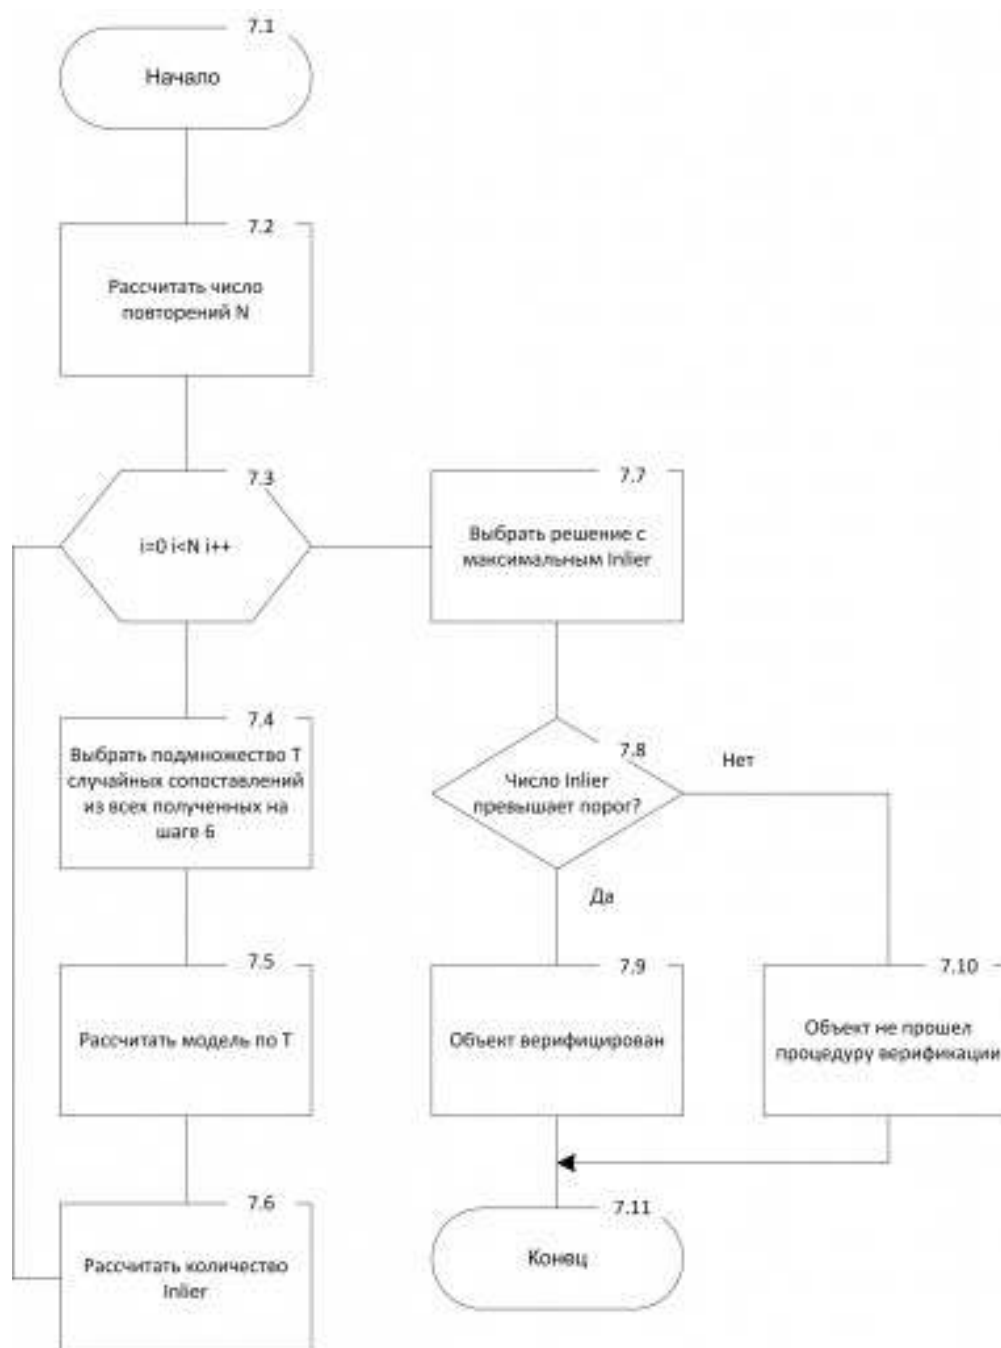 7.1
Начало
7.2
Рассчитать число
повторений N
7.3
i=0 i<N i++
7.4
Выбрать подмножество T
случайных сопоставлений
из всех полученных на
шаге 6
7.5
Рассчитать модель по T
7.6
Рассчитать количество
Inlier
7.7
Выбрать решение с
максимальным Inlier
7.8
Число Inlier
превышает порог?
Нет
Да
7.9
Объект верифицирован
7.10
Объект не прошел
процедуру верификации
7.11
Конец